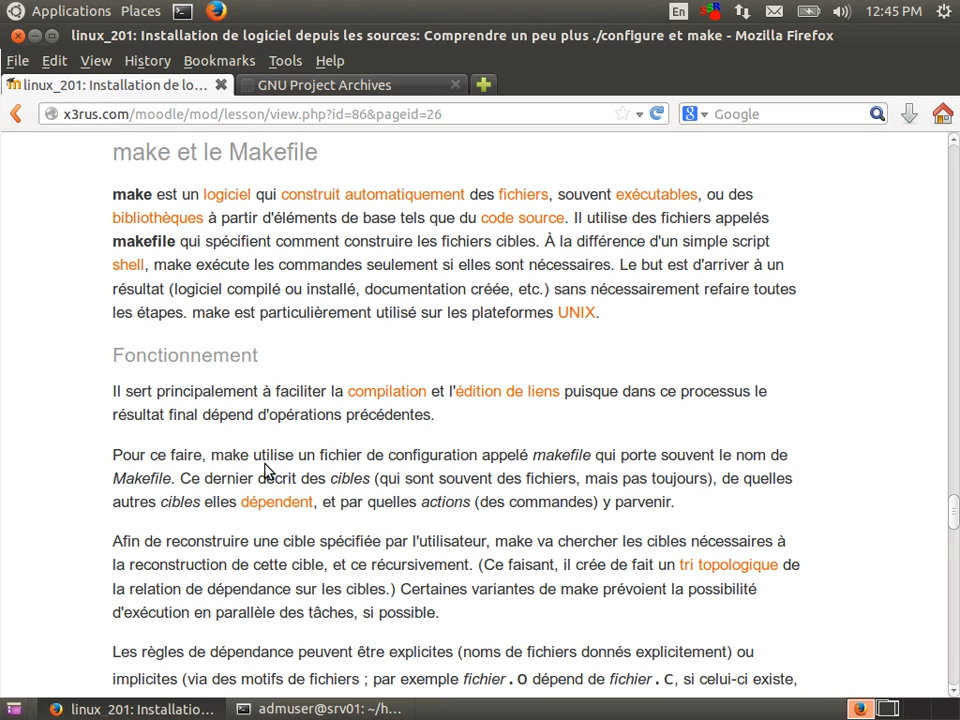 Applications Places En 12:45 PM
linux_201: Installation de logiciel depuis les sources: Comprendre un peu plus ./configure et make - Mozilla Firefox
File Edit View History Bookmarks Tools Help
linux_201: Installation de lo... GNU Project Archives
x3rus.com/moodle/mod/lesson/view.php?id=86&pageid=26 Google
make et le Makefile
make est un logiciel qui construit automatiquement des fichiers, souvent exécutables, ou des
bibliothèques à partir d'éléments de base tels que du code source. Il utilise des fichiers appelés
makefile qui spécifient comment construire les fichiers cibles. À la différence d'un simple script
shell, make exécute les commandes seulement si elles sont nécessaires. Le but est d'arriver à un
résultat (logiciel compilé ou installé, documentation créée, etc.) sans nécessairement refaire toutes
les étapes. make est particulièrement utilisé sur les plateformes UNIX.
Fonctionnement
Il sert principalement à faciliter la compilation et l'édition de liens puisque dans ce processus le
résultat final dépend d'opérations précédentes.
Pour ce faire, make utilise un fichier de configuration appelé makefile qui porte souvent le nom de
Makefile. Ce dernier décrit des cibles (qui sont souvent des fichiers, mais pas toujours), de quelles
autres cibles elles dépendent, et par quelles actions (des commandes) y parvenir.
Afin de reconstruire une cible spécifiée par l'utilisateur, make va chercher les cibles nécessaires à
la reconstruction de cette cible, et ce récursivement. (Ce faisant, il crée de fait un tri topologique de
la relation de dépendance sur les cibles.) Certaines variantes de make prévoient la possibilité
d'exécution en parallèle des tâches, si possible.
Les règles de dépendance peuvent être explicites (noms de fichiers donnés explicitement) ou
implicites (via des motifs de fichiers ; par exemple fichier.o dépend de fichier.c, si celui-ci existe,
linux_201: Installatio... admuser@srv01: ~/h...